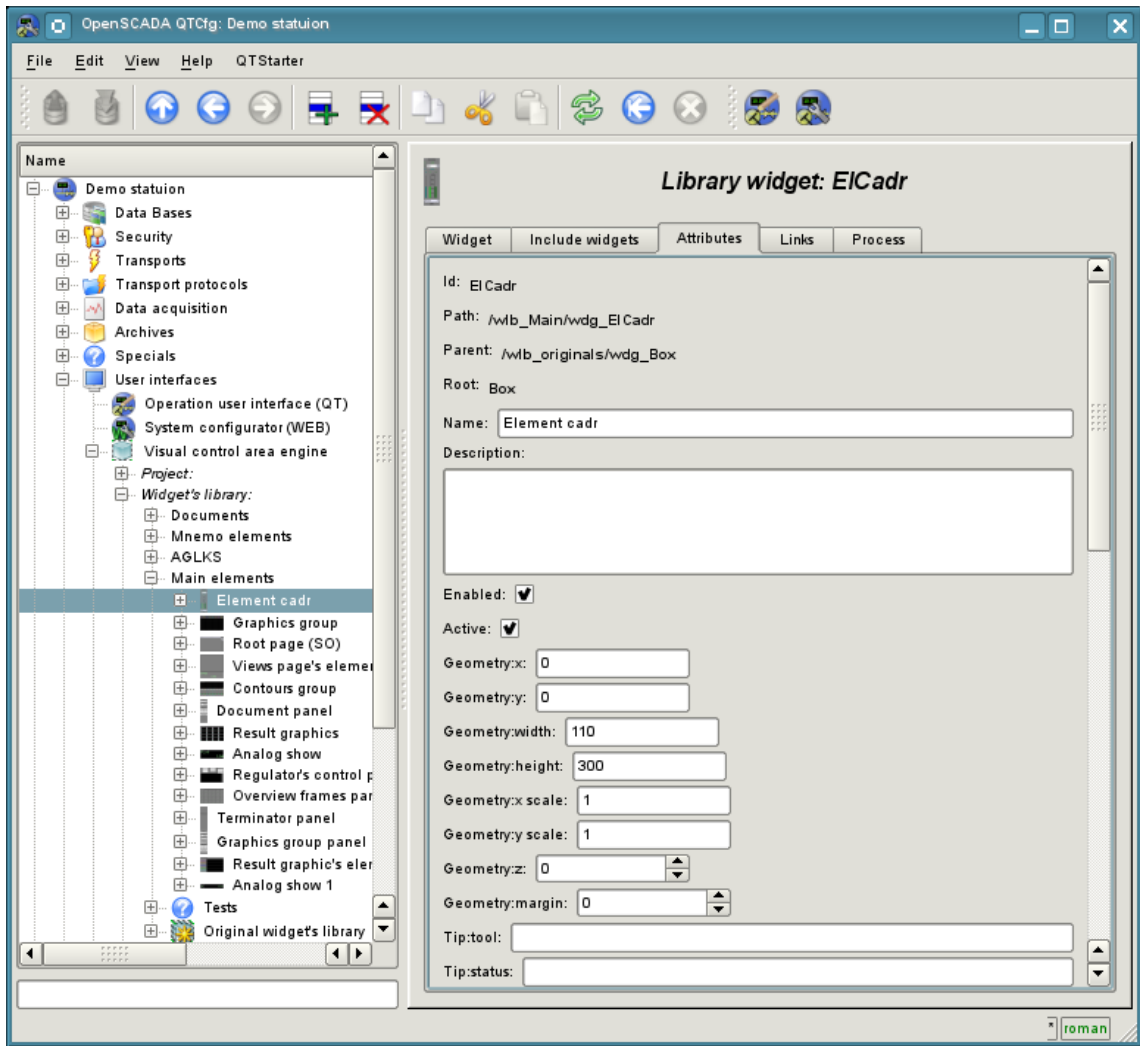 OpenSCADA QTCfg: Demo statuion
File Edit View Help QTStarter
Name
Demo statuion
Data Bases
Security
Transports
Transport protocols
Data acquisition
Archives
Specials
User interfaces
Operation user interface (QT)
System configurator (WEB)
Visual control area engine
Project:
Widget's library:
Documents
Mnemo elements
AGLKS
Main elements
Element cadr
Graphics group
Root page (SO)
Views page's elemer
Contours group
Document panel
Result graphics
Analog show
Regulator's control p
Overview frames par
Terminator panel
Graphics group panel
Result graphic's eler
Analog show 1
Tests
Original widget's library
Library widget: ElCadr
Widget Include widgets Attributes Links Process
Id: ElCadr
Path: /wlb_Main/wdg_ElCadr
Parent: /wlb_originals/wdg_Box
Root: Box
Name: Element cadr
Description:
Enabled:
Active:
Geometry:x: 0
Geometry:y: 0
Geometry:width: 110
Geometry:height: 300
Geometry:x scale: 1
Geometry:y scale: 1
Geometry:z: 0
Geometry:margin: 0
Tip:tool:
Tip:status:
* roman